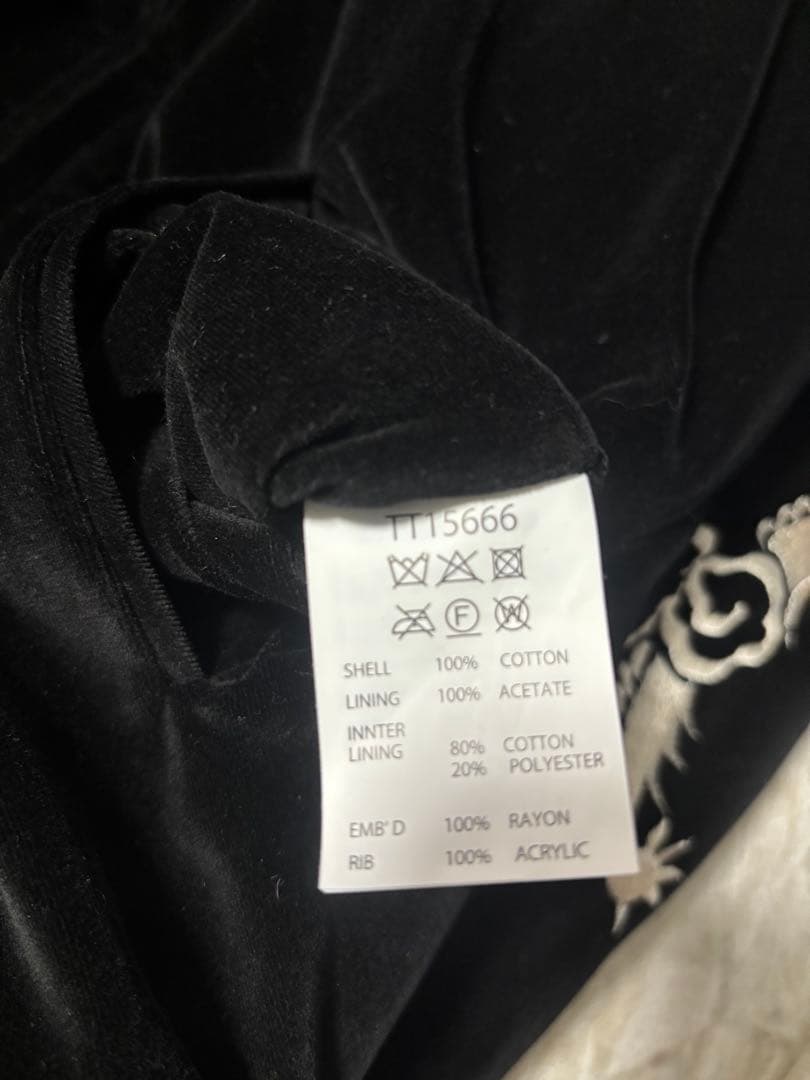 TT15666
F
W
SHELL 100% COTTON
LINING 100% ACETATE
INNTER
LINING 80% COTTON
20% POLYESTER
EMB'D 100% RAYON
RIB 100% ACRYLIC